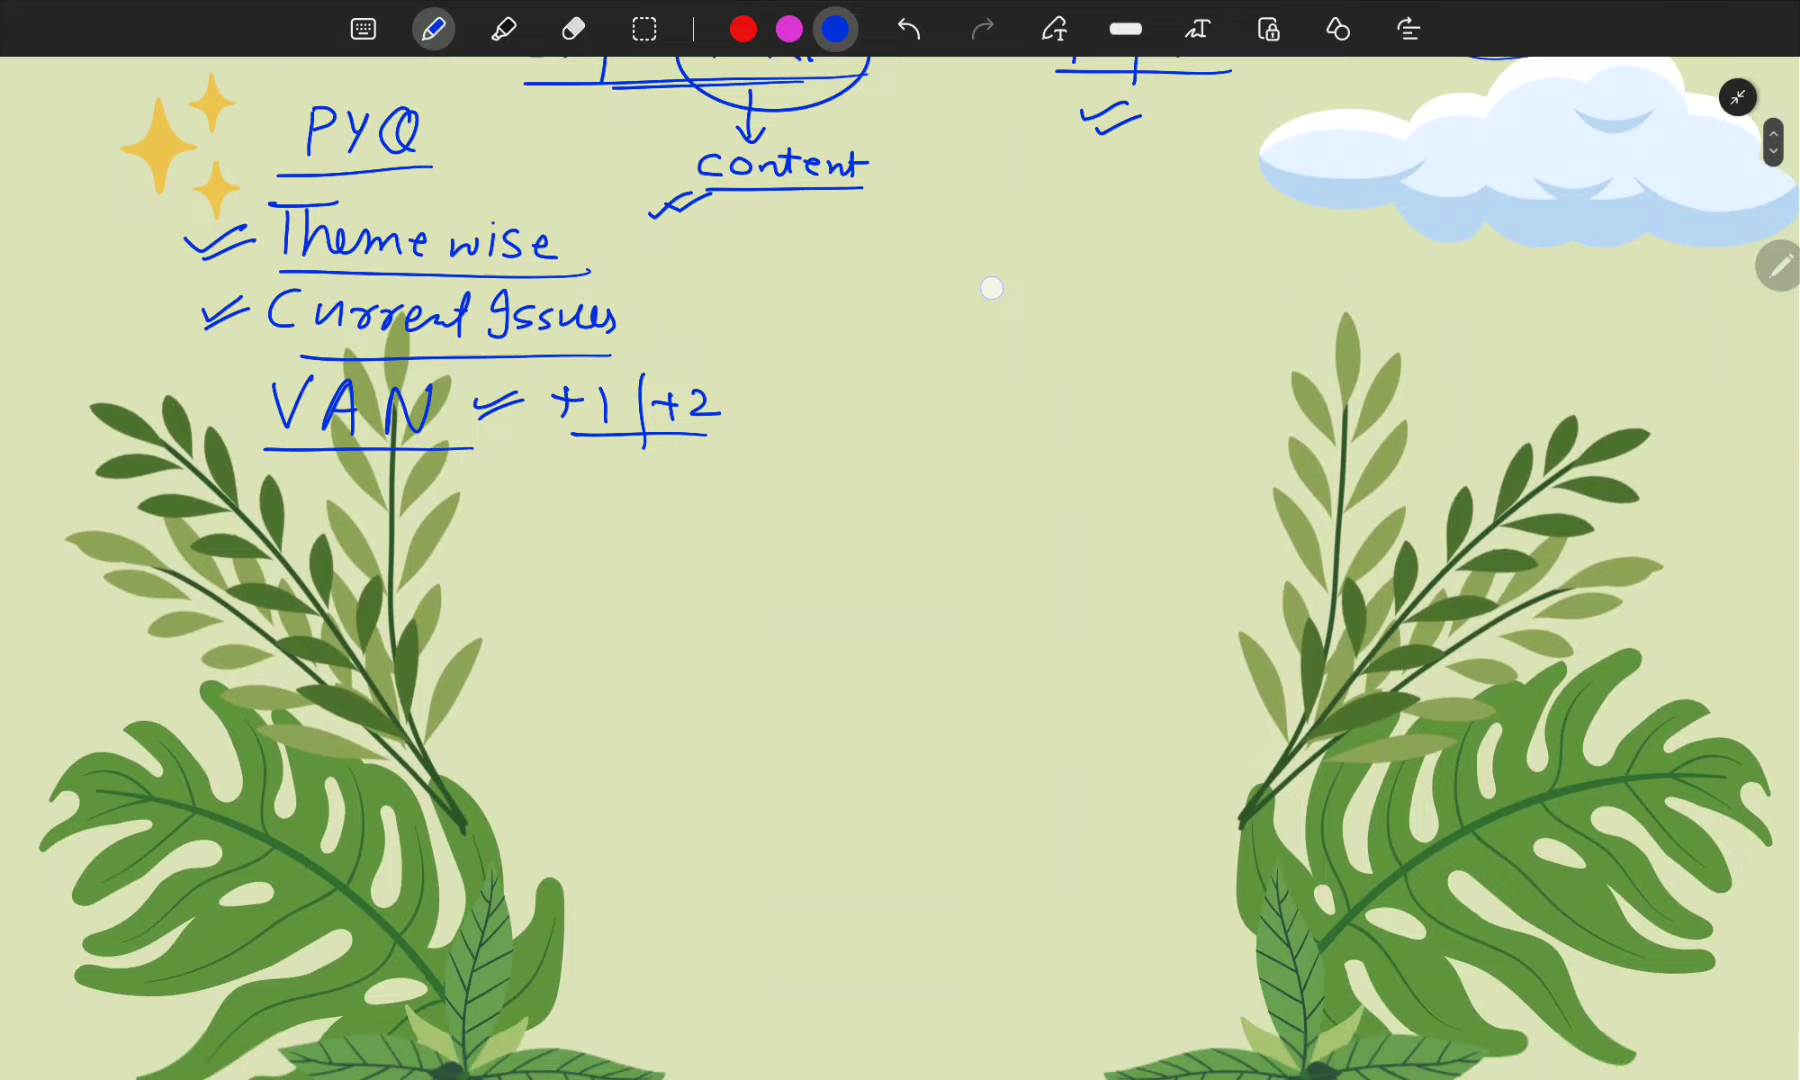 PYQ
content
Theme wise
Current Issues
VAN +1 | +2